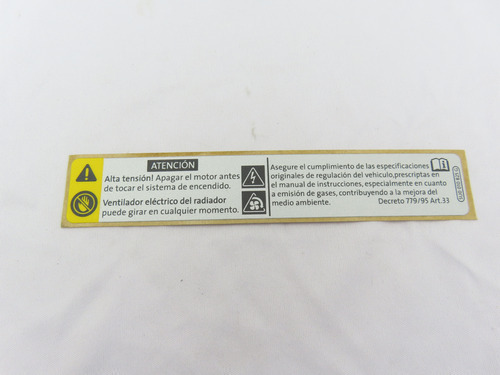 ATENCIÓN
Alta tensión! Apagar el motor antes
de tocar el sistema de encendido.
Ventilador eléctrico del radiador
puede girar en cualquier momento.
Asegure el cumplimiento de las especificaciones
originales de regulación del vehiculo,prescriptas en
el manual de instrucciones, especialmente en cuanto
a emisión de gases, contribuyendo a la mejora del
medio ambiente.
Decreto 779/95 Art.33